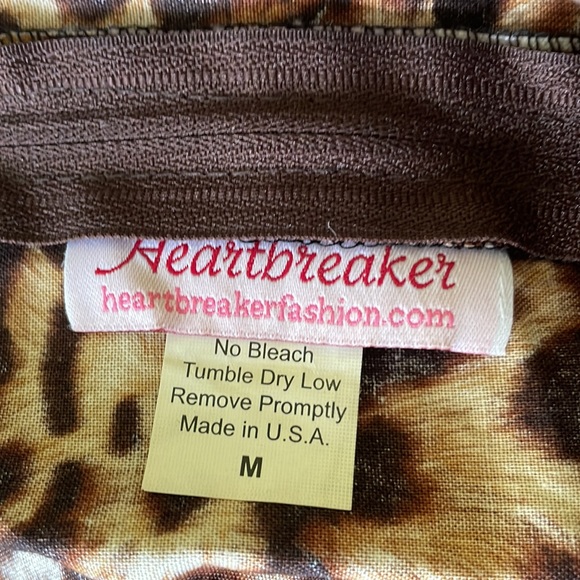 Heartbreaker
heartbreakerfashion.com
No Bleach
Tumble Dry Low
Remove Promptly
Made in U.S.A.
M